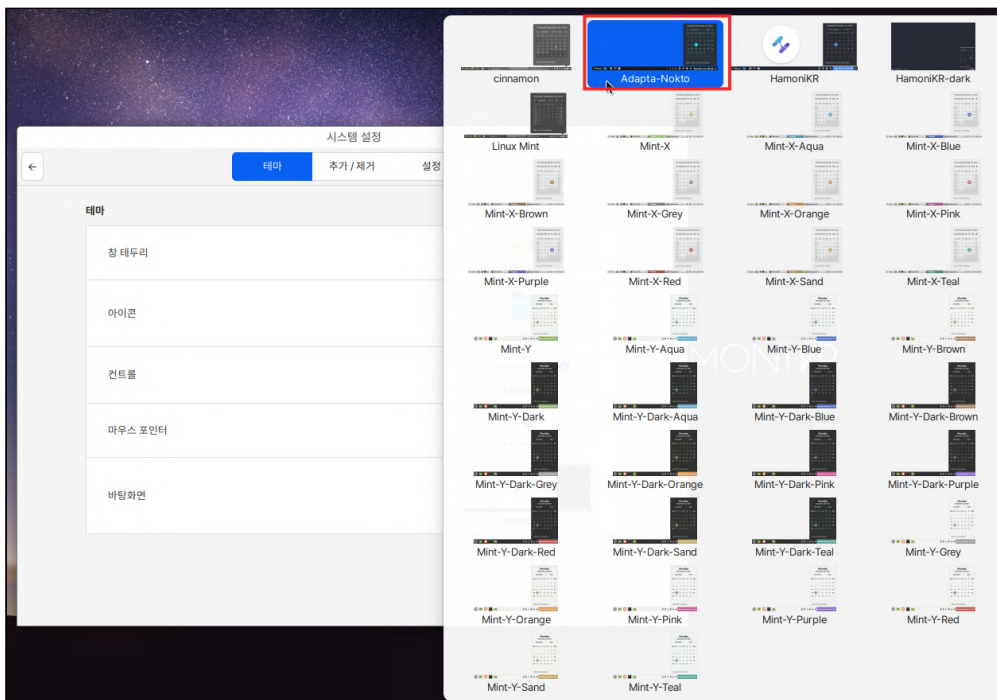 시스템 설정
테마
추가 / 제거
설정
테마
창 테두리
아이콘
컨트롤
마우스 포인터
바탕화면
cinnamon
Adapta-Nokto
HamoniKR
HamoniKR-dark
Linux Mint
Mint-X
Mint-X-Aqua
Mint-X-Blue
Mint-X-Brown
Mint-X-Grey
Mint-X-Orange
Mint-X-Pink
Mint-X-Purple
Mint-X-Red
Mint-X-Sand
Mint-X-Teal
Mint-Y
Mint-Y-Aqua
Mint-Y-Blue
Mint-Y-Brown
Mint-Y-Dark
Mint-Y-Dark-Aqua
Mint-Y-Dark-Blue
Mint-Y-Dark-Brown
Mint-Y-Dark-Grey
Mint-Y-Dark-Orange
Mint-Y-Dark-Pink
Mint-Y-Dark-Purple
Mint-Y-Dark-Red
Mint-Y-Dark-Sand
Mint-Y-Dark-Teal
Mint-Y-Grey
Mint-Y-Orange
Mint-Y-Pink
Mint-Y-Purple
Mint-Y-Red
Mint-Y-Sand
Mint-Y-Teal